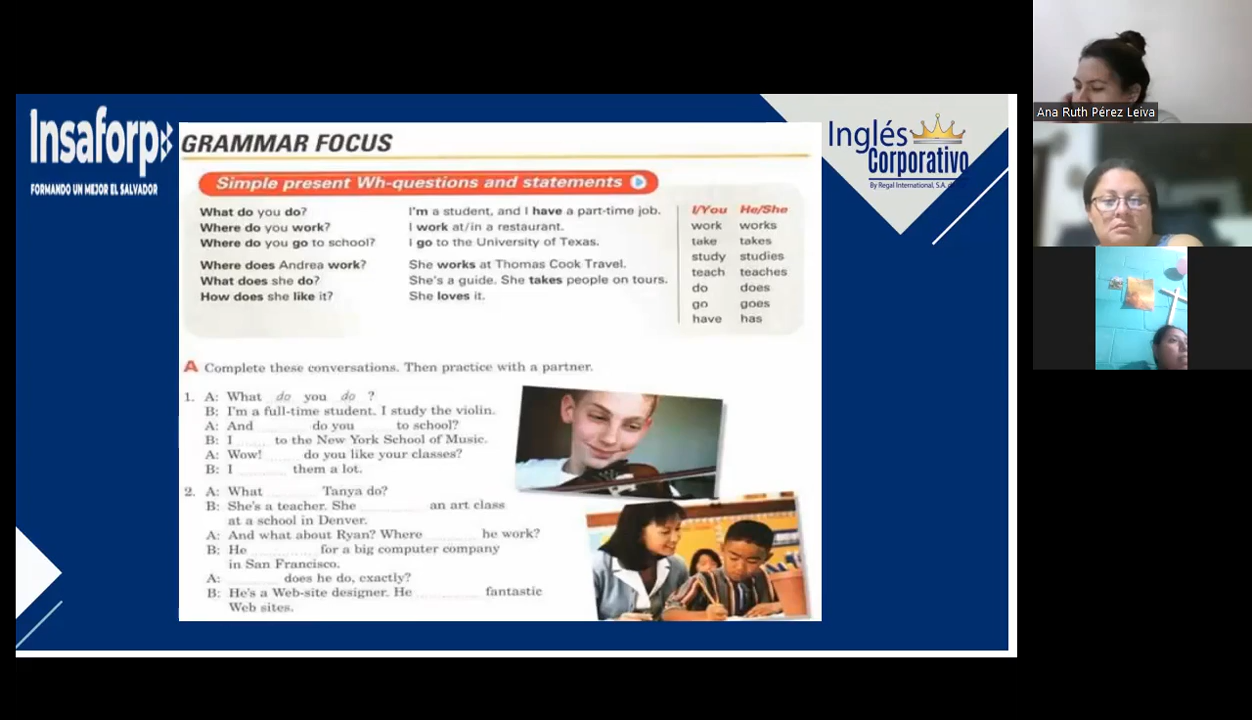 Insaforp
FORMANDO UN MEJOR EL SALVADOR
GRAMMAR FOCUS
Inglés
Corporativo
By Regal International, S.A. de
Simple present Wh-questions and statements
What do you do? I'm a student, and I have a part-time job.
Where do you work? I work at/in a restaurant.
Where do you go to school? I go to the University of Texas.
Where does Andrea work? She works at Thomas Cook Travel.
What does she do? She's a guide. She takes people on tours.
How does she like it? She loves it.
I/You He/She
work works
take takes
study studies
teach teaches
do does
go goes
have has
A Complete these conversations. Then practice with a partner.
1. A: What do you do ?
B: I'm a full-time student. I study the violin.
A: And ........ do you ........ to school?
B: I ........ to the New York School of Music.
A: Wow! ........ do you like your classes?
B: I ........ them a lot.
2. A: What ........ Tanya do?
B: She's a teacher. She ........ an art class
at a school in Denver.
A: And what about Ryan? Where ........ he work?
B: He ........ for a big computer company
in San Francisco.
A: ........ does he do, exactly?
B: He's a Web-site designer. He ........ fantastic
Web sites.
Ana Ruth Pérez Leiva